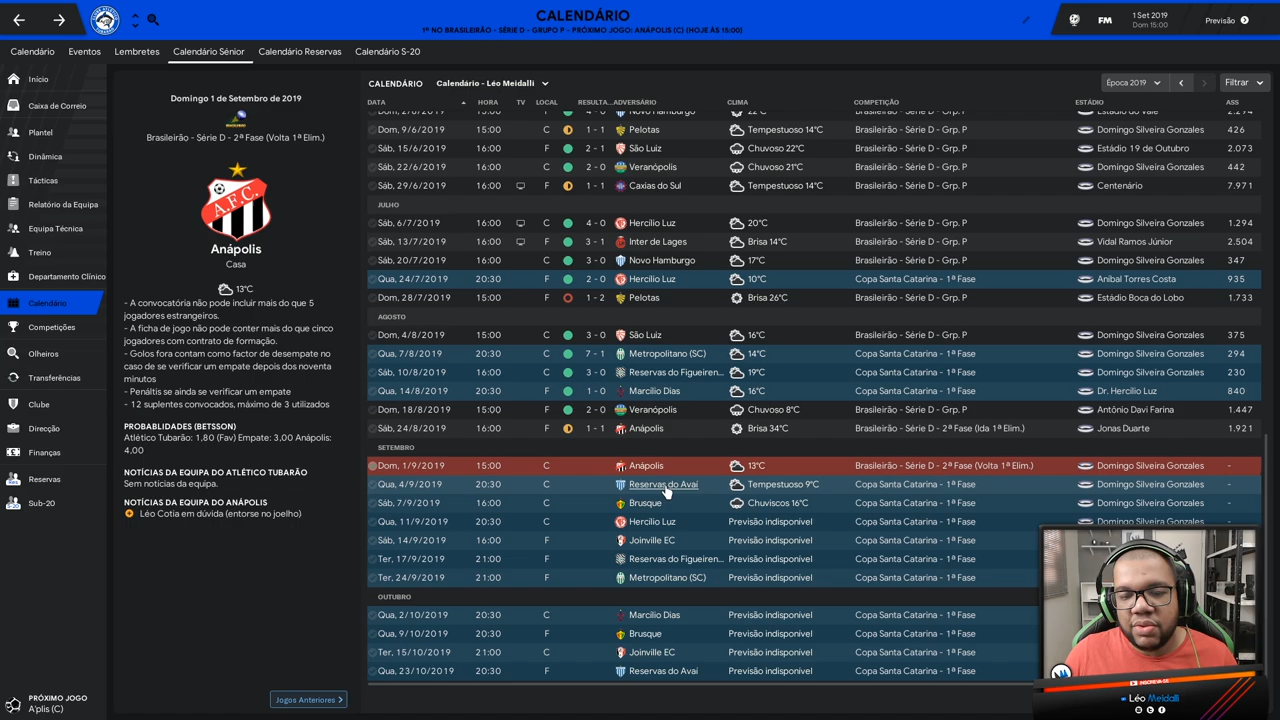 CALENDÁRIO
1º NO BRASILEIRÃO - SÉRIE D - GRUPO P - PRÓXIMO JOGO: ANÁPOLIS (C) (HOJE ÀS 15:00)
FM
1 Set 2019
Dom 15:00
Previsão
Calendário Eventos Lembretes Calendário Sénior Calendário Reservas Calendário S-20
Início
Caixa de Correio
Plantel
Dinâmica
Tácticas
Relatório da Equipa
Equipa Técnica
Treino
Departamento Clínico
Calendário
Competições
Olheiros
Transferências
Clube
Direcção
Finanças
Reservas
Sub-20
PRÓXIMO JOGO
A'plis (C)
Domingo 1 de Setembro de 2019
Brasileirão - Série D - 2ª Fase (Volta 1ª Elim.)
A.F.C.
Anápolis
Casa
13°C
- A convocatória não pode incluir mais do que 5
jogadores estrangeiros.
- A ficha de jogo não pode conter mais do que cinco
jogadores com contrato de formação.
- Golos fora contam como factor de desempate no
caso de se verificar um empate depois dos noventa
minutos
- Penáltis se ainda se verificar um empate
- 12 suplentes convocados, máximo de 3 utilizados
PROBABLIDADES (BETSSON)
Atlético Tubarão: 1,80 (Fav) Empate: 3,00 Anápolis:
4,00
NOTÍCIAS DA EQUIPA DO ATLÉTICO TUBARÃO
Sem notícias da equipa.
NOTÍCIAS DA EQUIPA DO ANÁPOLIS
Léo Cotia em dúvida (entorse no joelho)
Jogos Anteriores
CALENDÁRIO Calendário - Léo Meidalli Época 2019 Filtrar
DATA HORA TV LOCAL RESULTA... ADVERSÁRIO CLIMA COMPETIÇÃO ESTÁDIO ASS
Dom, 9/6/2019 15:00 C 1 - 1 Pelotas Tempestuoso 14°C Brasileirão - Série D - Grp. P Domingo Silveira Gonzales 426
Sáb, 15/6/2019 16:00 F 2 - 1 São Luiz Chuvoso 22°C Brasileirão - Série D - Grp. P Estádio 19 de Outubro 2.073
Sáb, 22/6/2019 16:00 C 2 - 0 Veranópolis Chuvoso 21°C Brasileirão - Série D - Grp. P Domingo Silveira Gonzales 442
Sáb, 29/6/2019 16:00 F 1 - 1 Caxias do Sul Tempestuoso 14°C Brasileirão - Série D - Grp. P Centenário 7.971
JULHO
Sáb, 6/7/2019 16:00 C 4 - 0 Hercílio Luz 20°C Brasileirão - Série D - Grp. P Domingo Silveira Gonzales 1.294
Sáb, 13/7/2019 16:00 F 3 - 1 Inter de Lages Brisa 14°C Brasileirão - Série D - Grp. P Vidal Ramos Júnior 2.504
Sáb, 20/7/2019 16:00 C 3 - 0 Novo Hamburgo 17°C Brasileirão - Série D - Grp. P Domingo Silveira Gonzales 347
Qua, 24/7/2019 20:30 F 2 - 0 Hercílio Luz 10°C Copa Santa Catarina - 1ª Fase Aníbal Torres Costa 935
Dom, 28/7/2019 15:00 F 1 - 2 Pelotas Brisa 26°C Brasileirão - Série D - Grp. P Estádio Boca do Lobo 1.733
AGOSTO
Dom, 4/8/2019 15:00 C 3 - 0 São Luiz 16°C Brasileirão - Série D - Grp. P Domingo Silveira Gonzales 375
Qua, 7/8/2019 20:30 C 7 - 1 Metropolitano (SC) 14°C Copa Santa Catarina - 1ª Fase Domingo Silveira Gonzales 294
Sáb, 10/8/2019 16:00 C 3 - 0 Reservas do Figueiren... 19°C Copa Santa Catarina - 1ª Fase Domingo Silveira Gonzales 230
Qua, 14/8/2019 20:30 F 1 - 0 Marcílio Dias 16°C Copa Santa Catarina - 1ª Fase Dr. Hercílio Luz 840
Dom, 18/8/2019 15:00 F 2 - 0 Veranópolis Chuvoso 8°C Brasileirão - Série D - Grp. P Antônio Davi Farina 1.447
Sáb, 24/8/2019 16:00 F 1 - 1 Anápolis Brisa 34°C Brasileirão - Série D - 2ª Fase (Ida 1ª Elim.) Jonas Duarte 1.921
SETEMBRO
Dom, 1/9/2019 15:00 C Anápolis 13°C Brasileirão - Série D - 2ª Fase (Volta 1ª Elim.) Domingo Silveira Gonzales -
Qua, 4/9/2019 20:30 C Reservas do Avaí Tempestuoso 9°C Copa Santa Catarina - 1ª Fase Domingo Silveira Gonzales -
Sáb, 7/9/2019 16:00 C Brusque Chuviscos 16°C Copa Santa Catarina - 1ª Fase Domingo Silveira Gonzales -
Qua, 11/9/2019 20:30 C Hercílio Luz Previsão indisponível Copa Santa Catarina - 1ª Fase Domingo Silveira Gonzales -
Sáb, 14/9/2019 16:00 F Joinville EC Previsão indisponível Copa Santa Catarina - 1ª Fase
Ter, 17/9/2019 21:00 F Reservas do Figueiren... Previsão indisponível Copa Santa Catarina - 1ª Fase
Ter, 24/9/2019 21:00 F Metropolitano (SC) Previsão indisponível Copa Santa Catarina - 1ª Fase
OUTUBRO
Qua, 2/10/2019 20:30 C Marcílio Dias Previsão indisponível Copa Santa Catarina - 1ª Fase
Qua, 9/10/2019 20:30 F Brusque Previsão indisponível Copa Santa Catarina - 1ª Fase
Ter, 15/10/2019 21:00 C Joinville EC Previsão indisponível Copa Santa Catarina - 1ª Fase
Qua, 23/10/2019 20:30 F Reservas do Avaí Previsão indisponível Copa Santa Catarina - 1ª Fase
INSCREVA-SE
Léo Meidalli